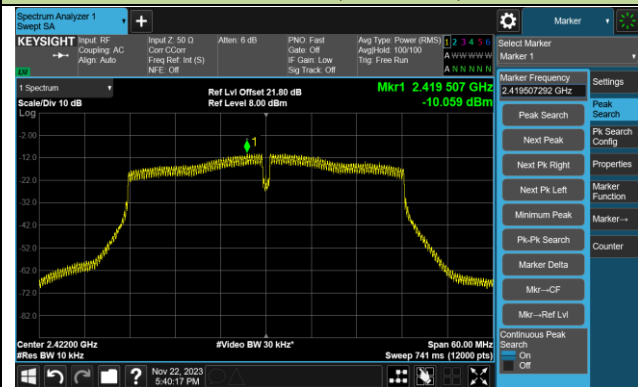 Spectrum Analyzer 1
Swept SA
+
Marker
KEYSIGHT
Input: RF
Coupling: AC
Align: Auto
Input Z: 50 Ω
Corr CCorr
Freq Ref: Int (S)
NFE: Off
Atten: 6 dB
PNO: Fast
Gate: Off
IF Gain: Low
Sig Track: Off
Avg Type: Power (RMS)
Avg|Hold: 100/100
Trig: Free Run
1 2 3 4 5 6
A W W W W W
A N N N N N
LXI
Select Marker
Marker 1
1 Spectrum
Scale/Div 10 dB
Ref Lvl Offset 21.80 dB
Ref Level 8.00 dBm
Mkr1 2.419 507 GHz
-10.059 dBm
Log
-2.00
-12.0
-22.0
-32.0
-42.0
-52.0
-62.0
-72.0
-82.0
1
Center 2.42200 GHz
#Res BW 10 kHz
#Video BW 30 kHz*
Span 60.00 MHz
Sweep 741 ms (12000 pts)
Marker Frequency
2.419507292 GHz
Peak Search
Next Peak
Next Pk Right
Next Pk Left
Minimum Peak
Pk-Pk Search
Marker Delta
Mkr→CF
Mkr→Ref Lvl
Continuous Peak
Search
On
Off
Settings
Peak
Search
Pk Search
Config
Properties
Marker
Function
Marker→
Counter
?
Nov 22, 2023
5:40:17 PM